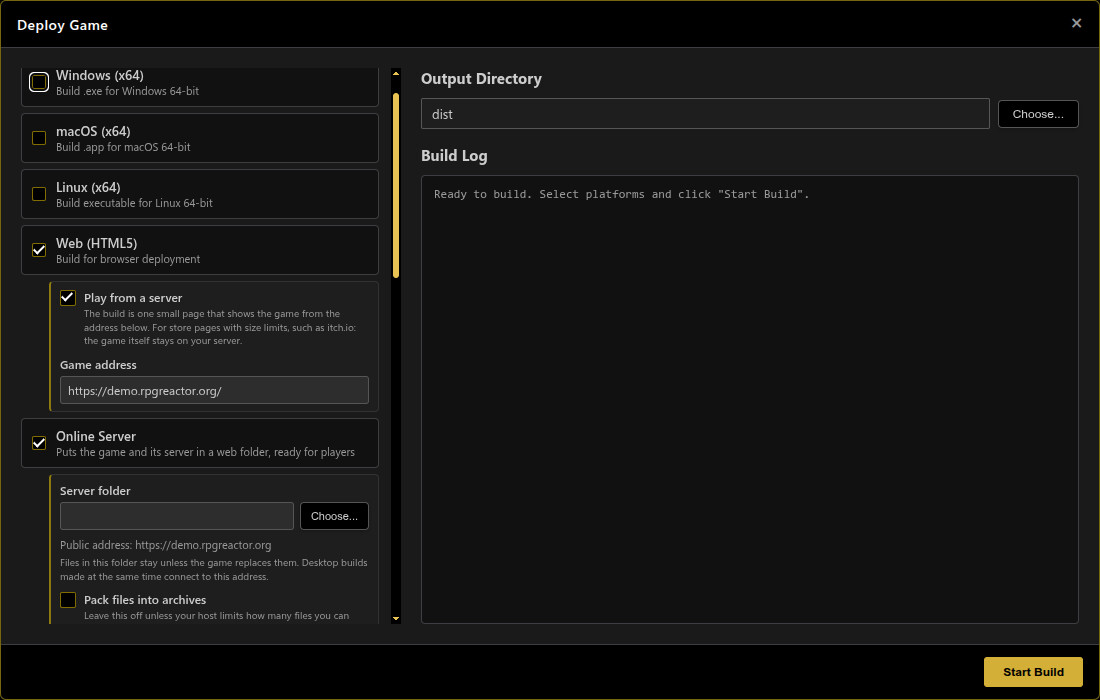 Deploy Game
Windows (x64)
Build .exe for Windows 64-bit
macOS (x64)
Build .app for macOS 64-bit
Linux (x64)
Build executable for Linux 64-bit
Web (HTML5)
Build for browser deployment
Play from a server
The build is one small page that shows the game from the
address below. For store pages with size limits, such as itch.io:
the game itself stays on your server.
Game address
https://demo.rpgreactor.org/
Online Server
Puts the game and its server in a web folder, ready for players
Server folder
Choose...
Public address: https://demo.rpgreactor.org
Files in this folder stay unless the game replaces them. Desktop builds
made at the same time connect to this address.
Pack files into archives
Leave this off unless your host limits how many files you can
Output Directory
dist
Choose...
Build Log
Ready to build. Select platforms and click "Start Build".
Start Build